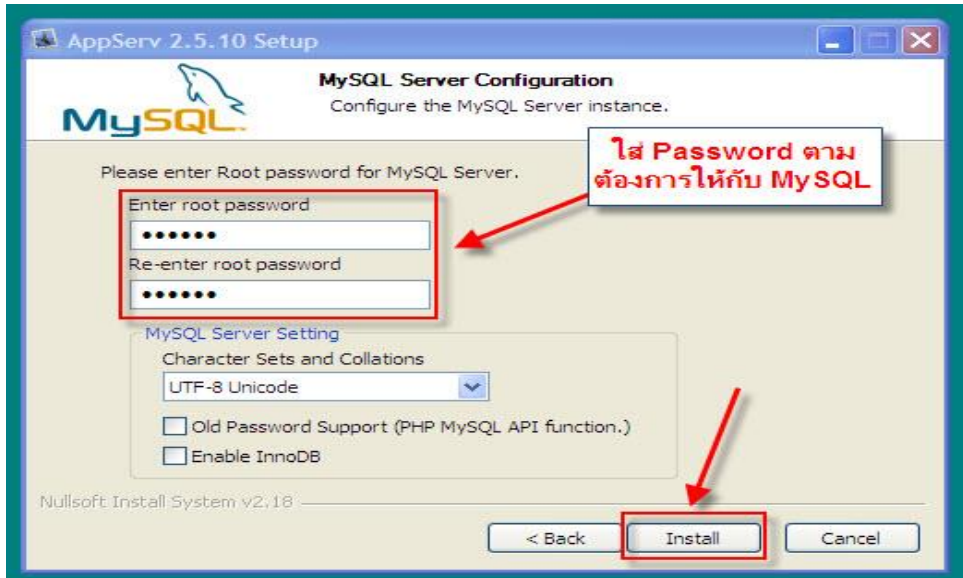 AppServ 2.5.10 Setup
MySQL
MySQL Server Configuration
Configure the MySQL Server instance.
ใส่ Password ตาม
ต้องการให้กับ MySQL
Please enter Root password for MySQL Server.
Enter root password
••••••
Re-enter root password
••••••
MySQL Server Setting
Character Sets and Collations
UTF-8 Unicode
Old Password Support (PHP MySQL API function.)
Enable InnoDB
Nullsoft Install System v2.18
< Back
Install
Cancel